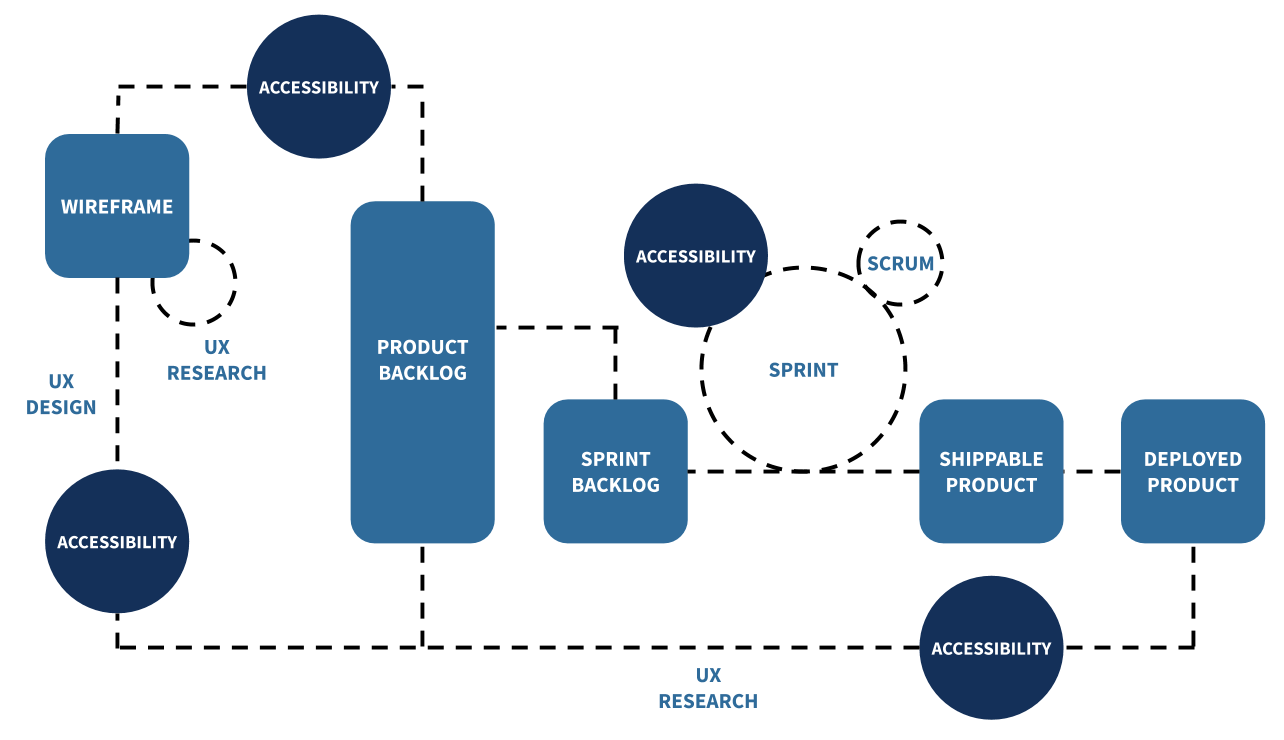 ACCESSIBILITY
WIREFRAME
UX
RESEARCH
UX
DESIGN
ACCESSIBILITY
PRODUCT
BACKLOG
ACCESSIBILITY
SCRUM
SPRINT
SPRINT
BACKLOG
SHIPPABLE
PRODUCT
DEPLOYED
PRODUCT
ACCESSIBILITY
UX
RESEARCH